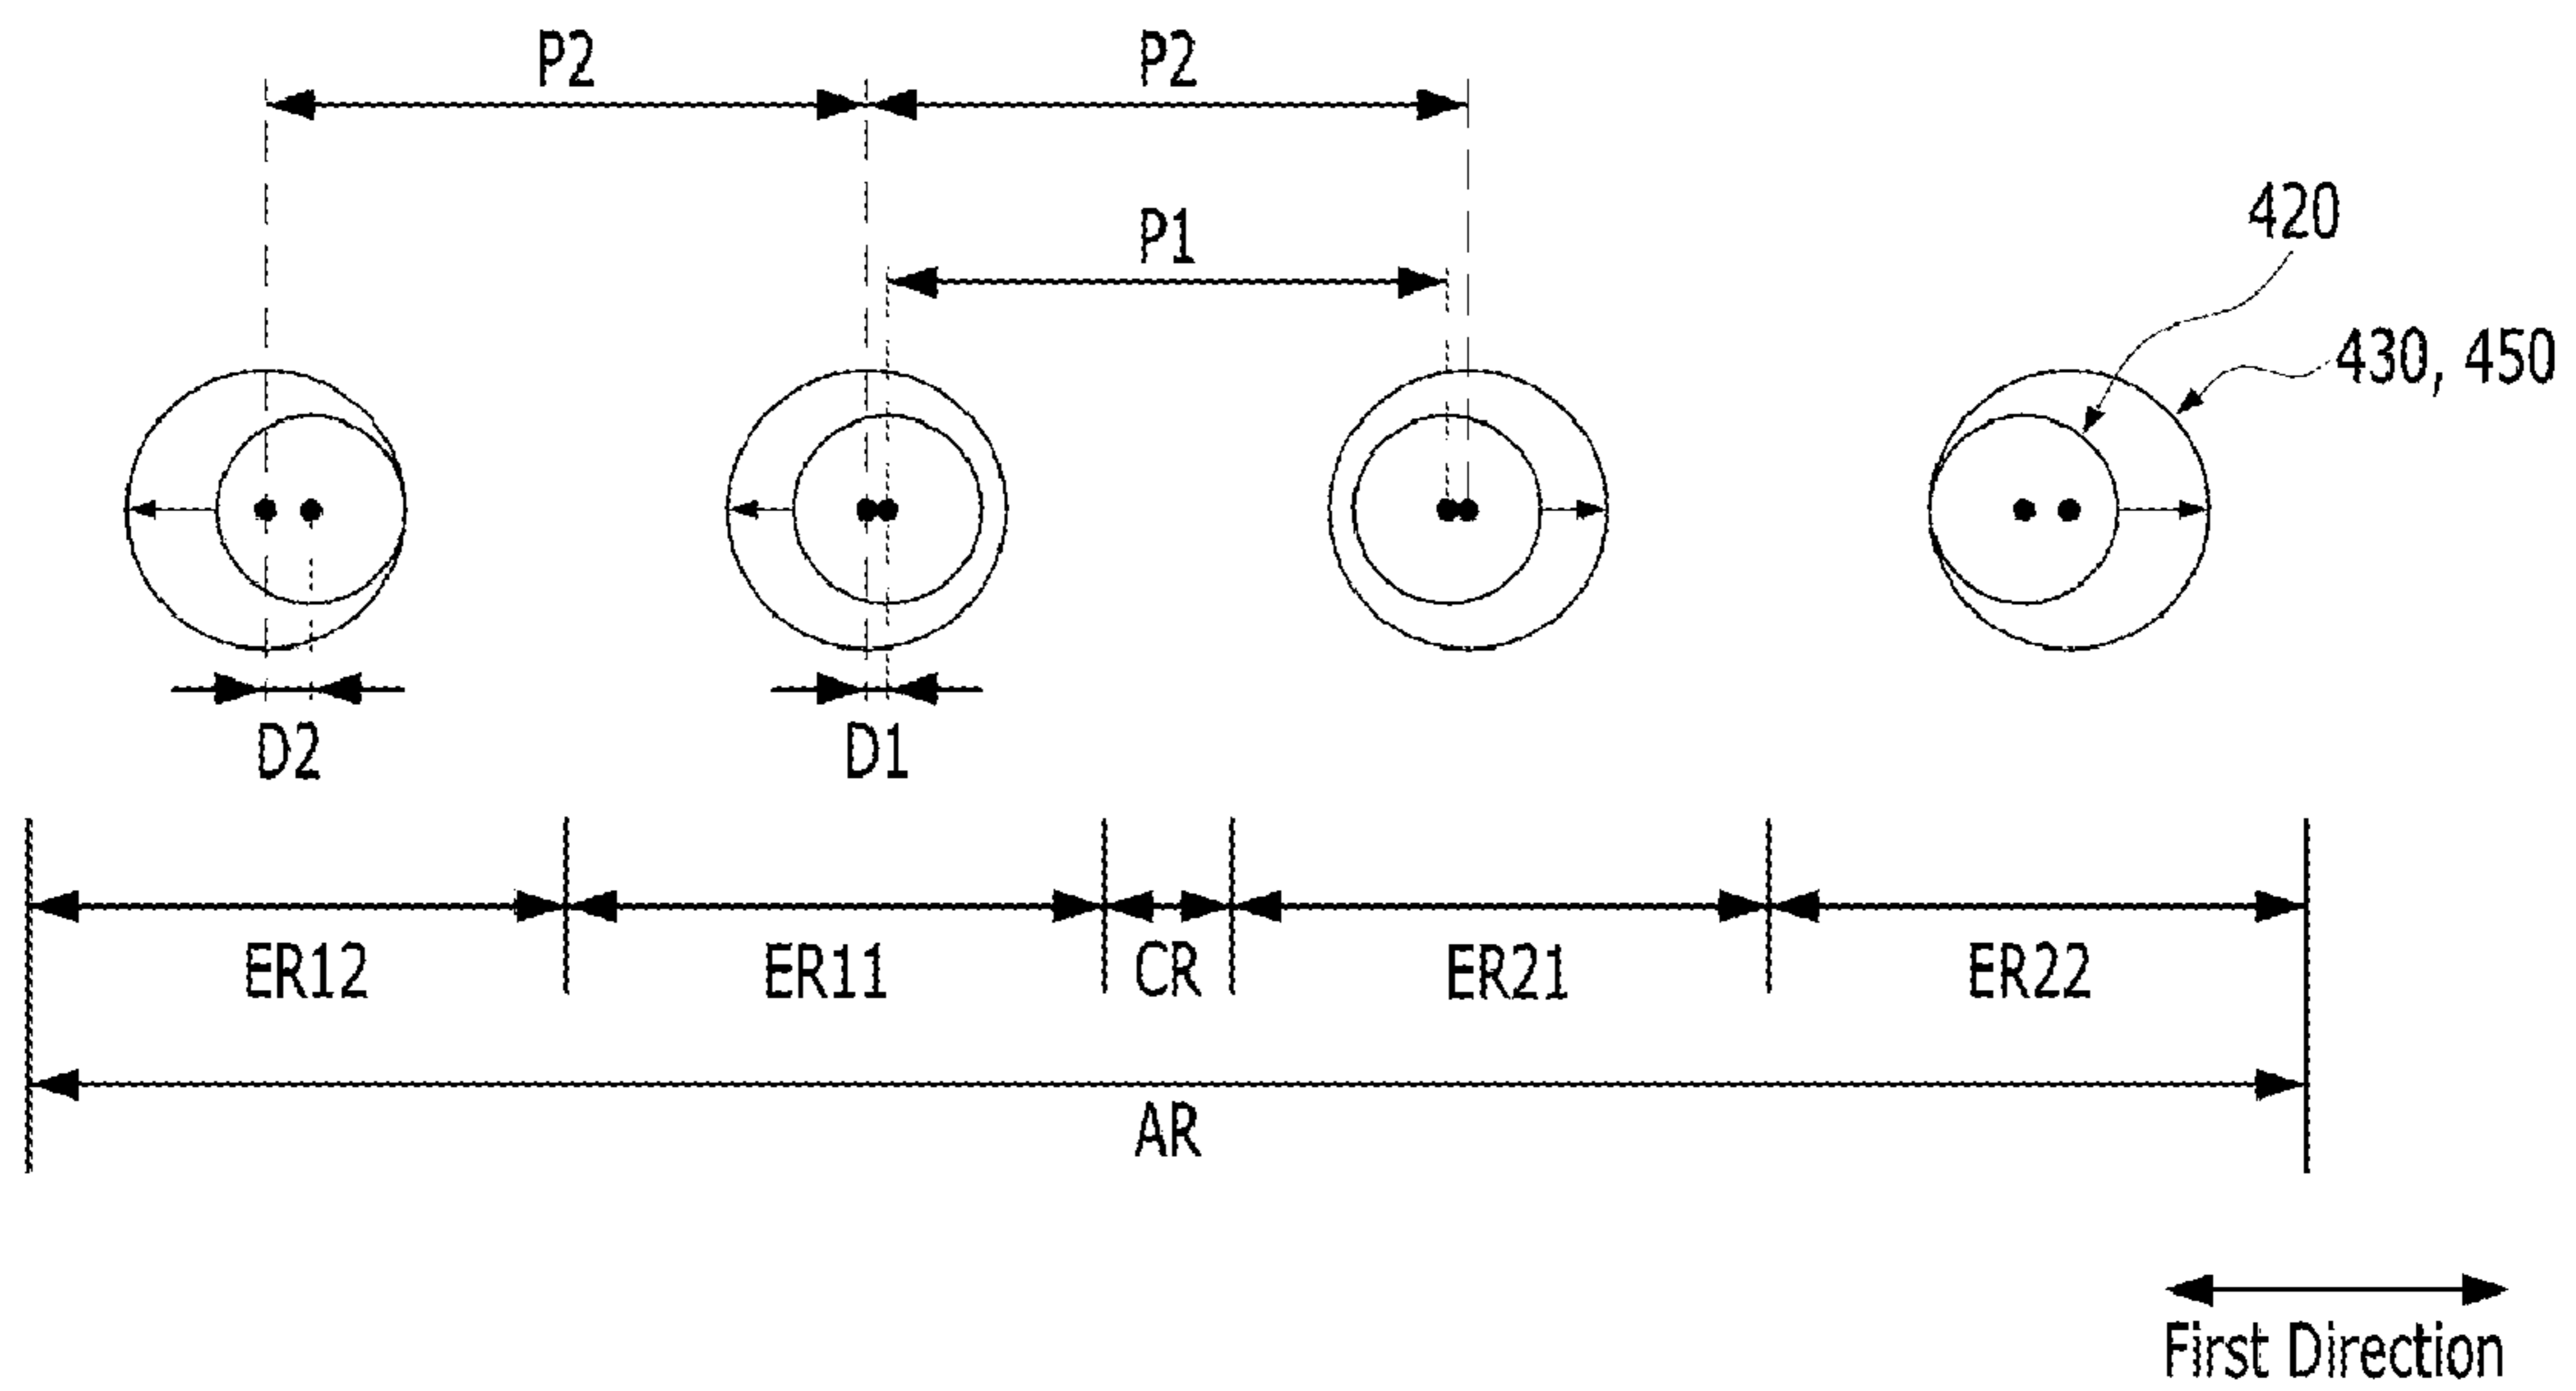 P2 P2
P1
420
430, 450
D2 D1
ER12 ER11 CR ER21 ER22
AR
First Direction